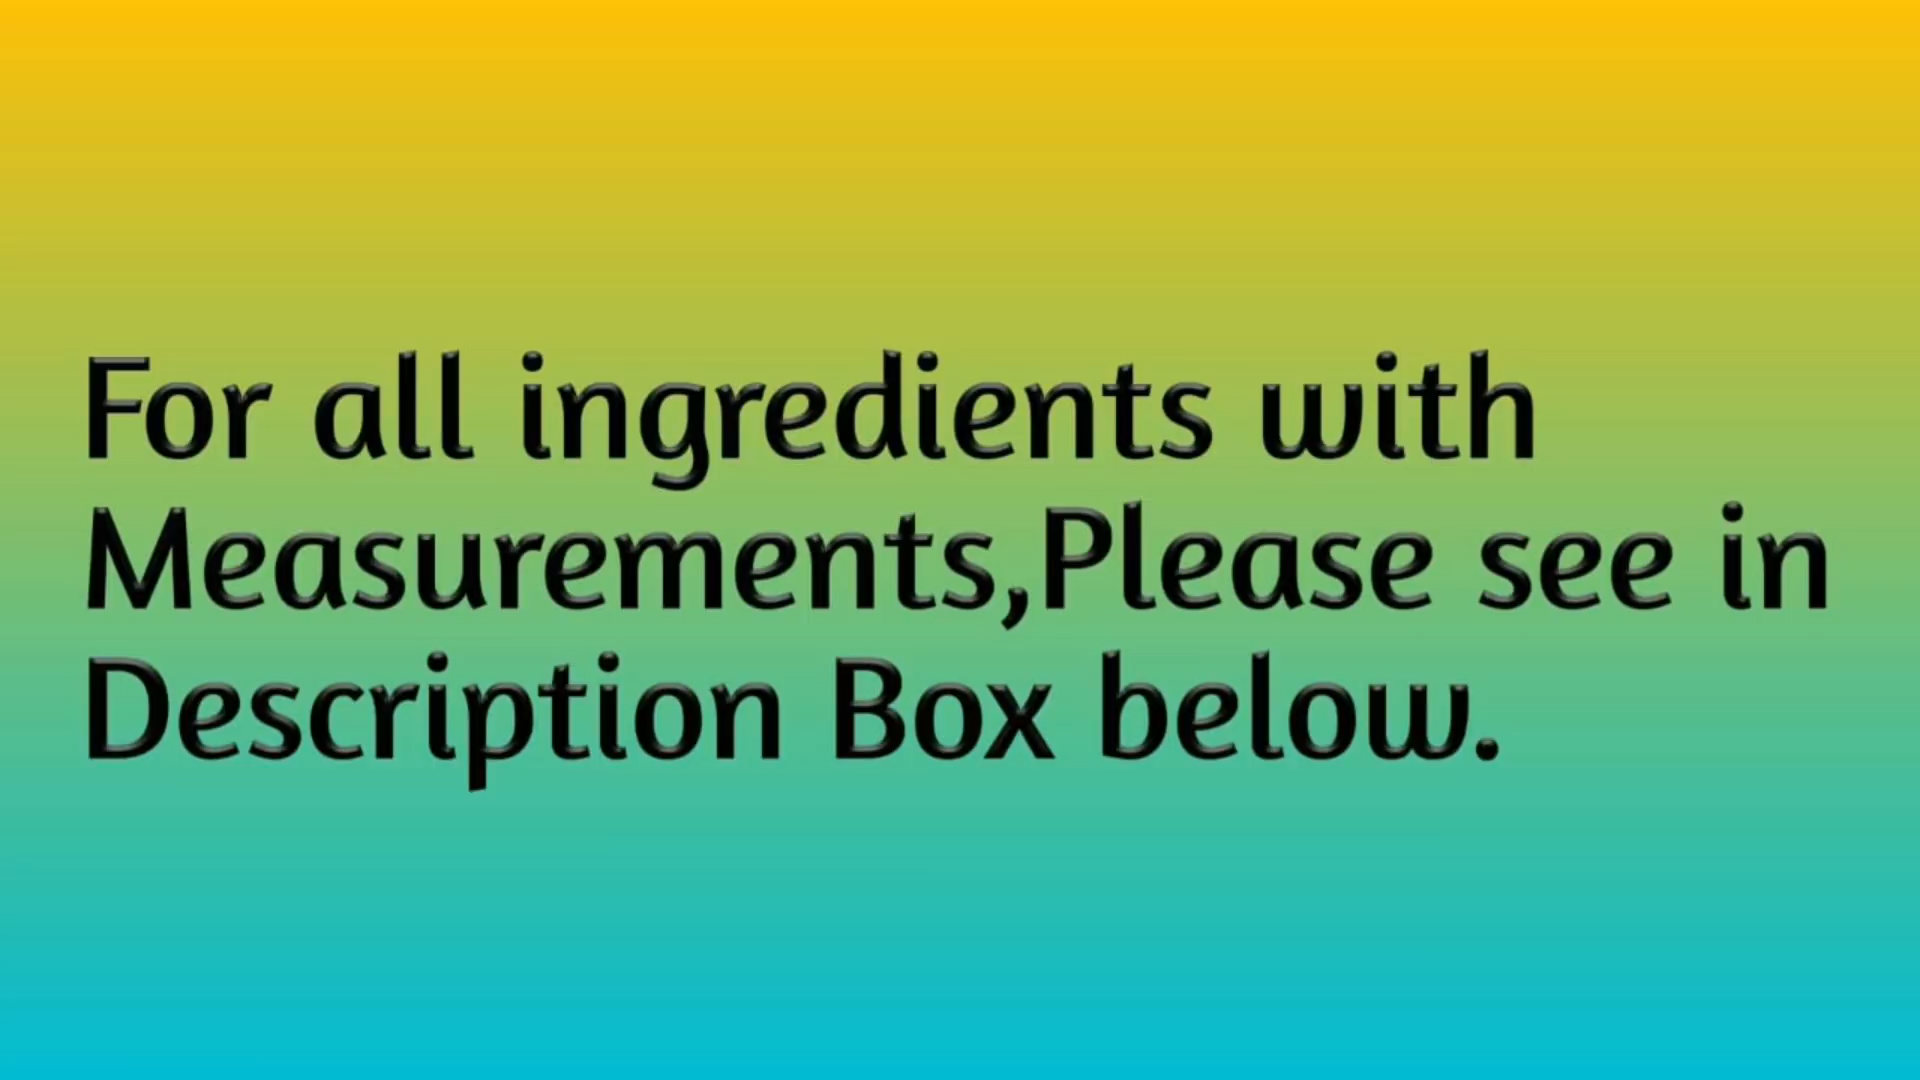 For all ingredients with
Measurements,Please see in
Description Box below.